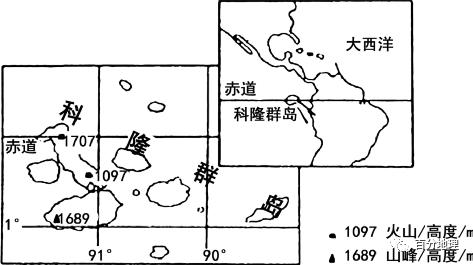 大西洋
赤道
科隆群岛
科隆群岛
赤道
1707
1097
1689
1°
91°
90°
1097 火山/高度/m
1689 山峰/高度/m
百分地理